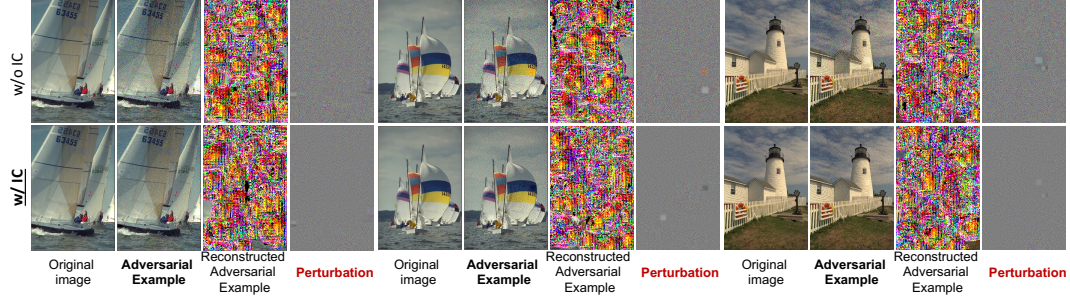 w/o IC
w/ IC
Original
image
Adversarial
Example
Reconstructed
Adversarial
Example
Perturbation
Original
image
Adversarial
Example
Reconstructed
Adversarial
Example
Perturbation
Original
image
Adversarial
Example
Reconstructed
Adversarial
Example
Perturbation